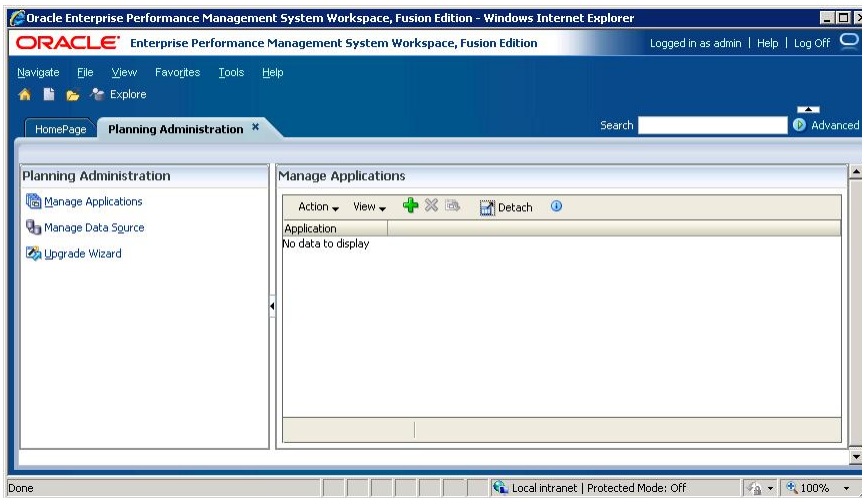 Oracle Enterprise Performance Management System Workspace, Fusion Edition - Windows Internet Explorer
ORACLE Enterprise Performance Management System Workspace, Fusion Edition Logged in as admin | Help | Log Off
Navigate File View Favorites Tools Help
Explore
HomePage Planning Administration × Search Advanced
Planning Administration
Manage Applications
Manage Data Source
Upgrade Wizard
Manage Applications
Action View Detach
Application
No data to display
Done Local intranet | Protected Mode: Off 100%